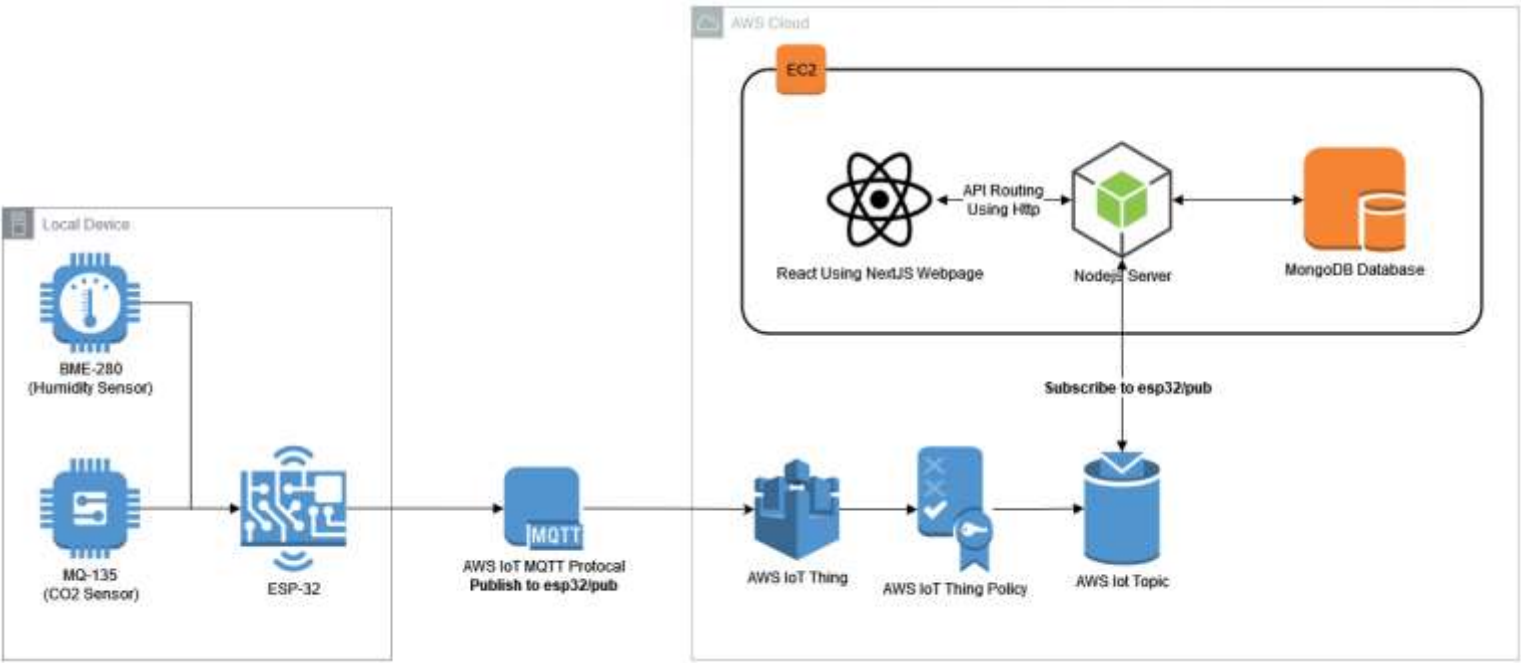 AWS Cloud
EC2
API Routing
Using Http
React Using NextJS Webpage
Nodejs Server
MongoDB Database
Local Device
BME-280
(Humidity Sensor)
Subscribe to esp32/pub
MQ-135
(CO2 Sensor)
ESP-32
MQTT
AWS IoT MQTT Protocal
Publish to esp32/pub
AWS IoT Thing
AWS IoT Thing Policy
AWS Iot Topic